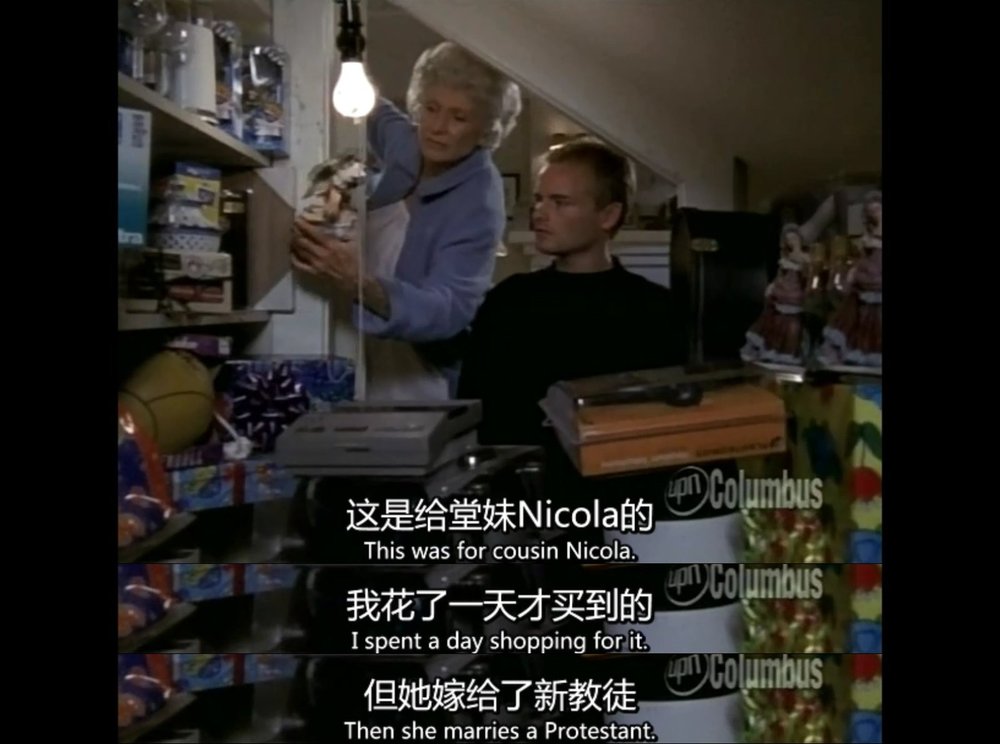 upn Columbus
这是给堂妹Nicola的
This was for cousin Nicola.
upn Columbus
我花了一天才买到的
I spent a day shopping for it.
upn Columbus
但她嫁给了新教徒
Then she marries a Protestant.